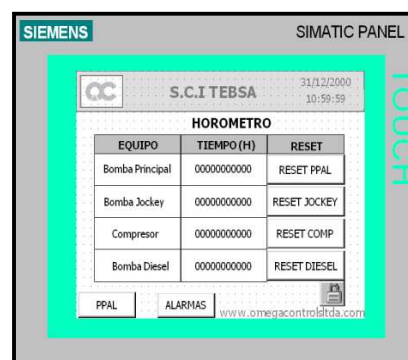 SIEMENS
SIMATIC PANEL
TOUCH
S.C.I TEBSA
31/12/2000
10:59:59
HOROMETRO
EQUIPO TIEMPO (H) RESET
Bomba Principal 00000000000 RESET PPAL
Bomba Jockey 00000000000 RESET JOCKEY
Compresor 00000000000 RESET COMP
Bomba Diesel 00000000000 RESET DIESEL
PPAL ALARMAS
www.omegacontrolsltda.com